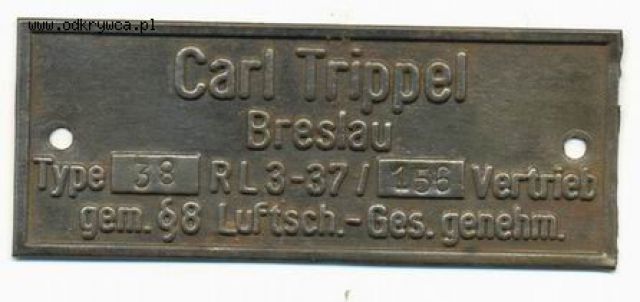 www.odkrywca.pl
Carl Trippel
Breslau
Type 38 RL3-37/ 156 Vertrieb
gem. §8 Luftsch.-Ges. genehm.